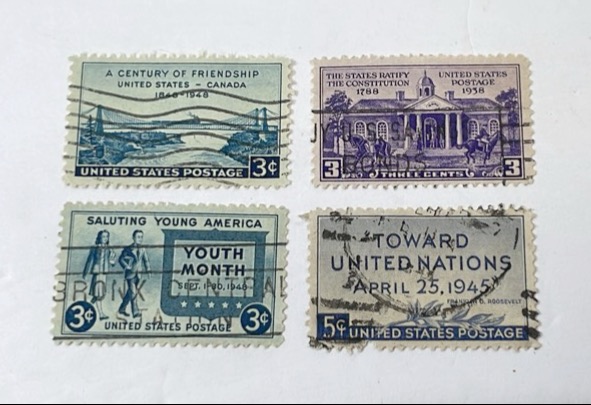 A CENTURY OF FRIENDSHIP
UNITED STATES - CANADA
1848-1948
3¢
UNITED STATES POSTAGE
THE STATES RATIFY
THE CONSTITUTION
1788
UNITED STATES
POSTAGE
1938
3 THREE CENTS 3
SALUTING YOUNG AMERICA
YOUTH
MONTH
SEPT. 1-30, 1948
BRONX CENTRAL
3¢ 3¢
UNITED STATES POSTAGE
TOWARD
UNITED NATIONS
APRIL 25, 1945
FRANKLIN D. ROOSEVELT
5¢ UNITED STATES POSTAGE